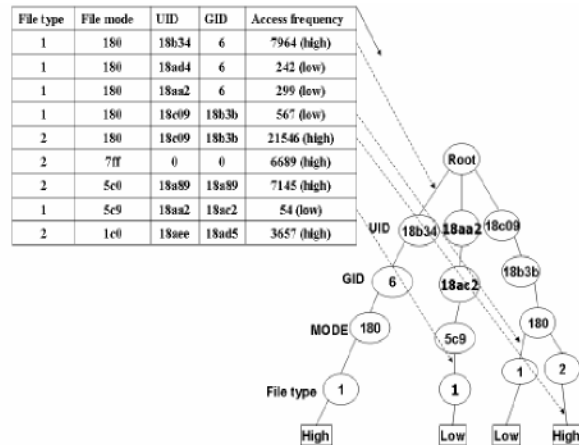 File type File mode UID GID Access frequency
1 180 18b34 6 7964 (high)
1 180 18ad4 6 242 (low)
1 180 18aa2 6 299 (low)
1 180 18c09 18b3b 567 (low)
2 180 18c09 18b3b 21546 (high)
2 7ff 0 0 6689 (high)
2 5c0 18a89 18a89 7145 (high)
1 5c9 18aa2 18ac2 54 (low)
2 1c0 18aee 18ad5 3657 (high)
Root
UID 18b34 18aa2 18c09
GID 6 18ac2 18b3b
MODE 180 5c9 180
File type 1 1 1 2
High Low Low High